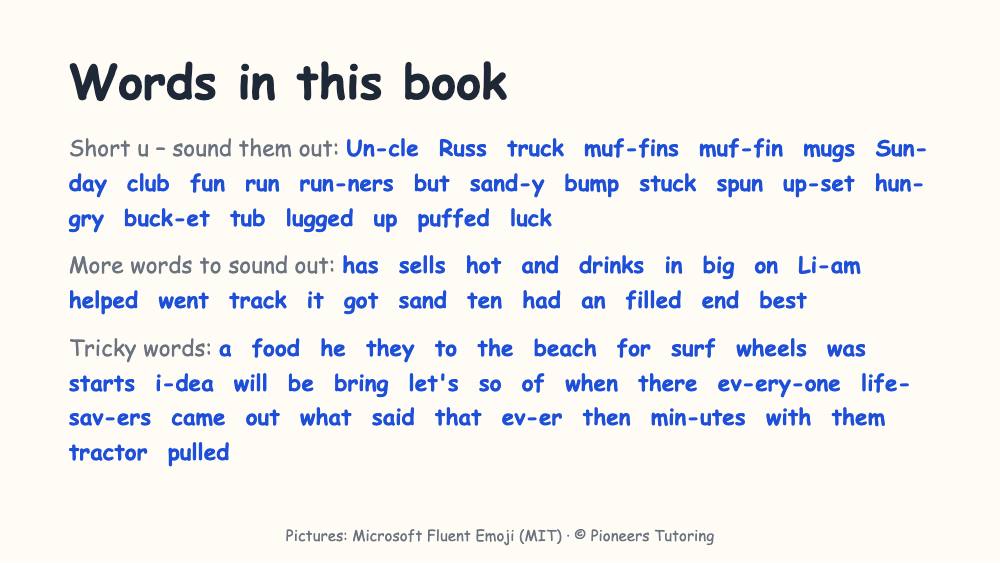 Words in this book
Short u – sound them out: Un-cle Russ truck muf-fins muf-fin mugs Sun-
day club fun run run-ners but sand-y bump stuck spun up-set hun-
gry buck-et tub lugged up puffed luck
More words to sound out: has sells hot and drinks in big on Li-am
helped went track it got sand ten had an filled end best
Tricky words: a food he they to the beach for surf wheels was
starts i-dea will be bring let's so of when there ev-ery-one life-
sav-ers came out what said that ev-er then min-utes with them
tractor pulled
Pictures: Microsoft Fluent Emoji (MIT) · © Pioneers Tutoring